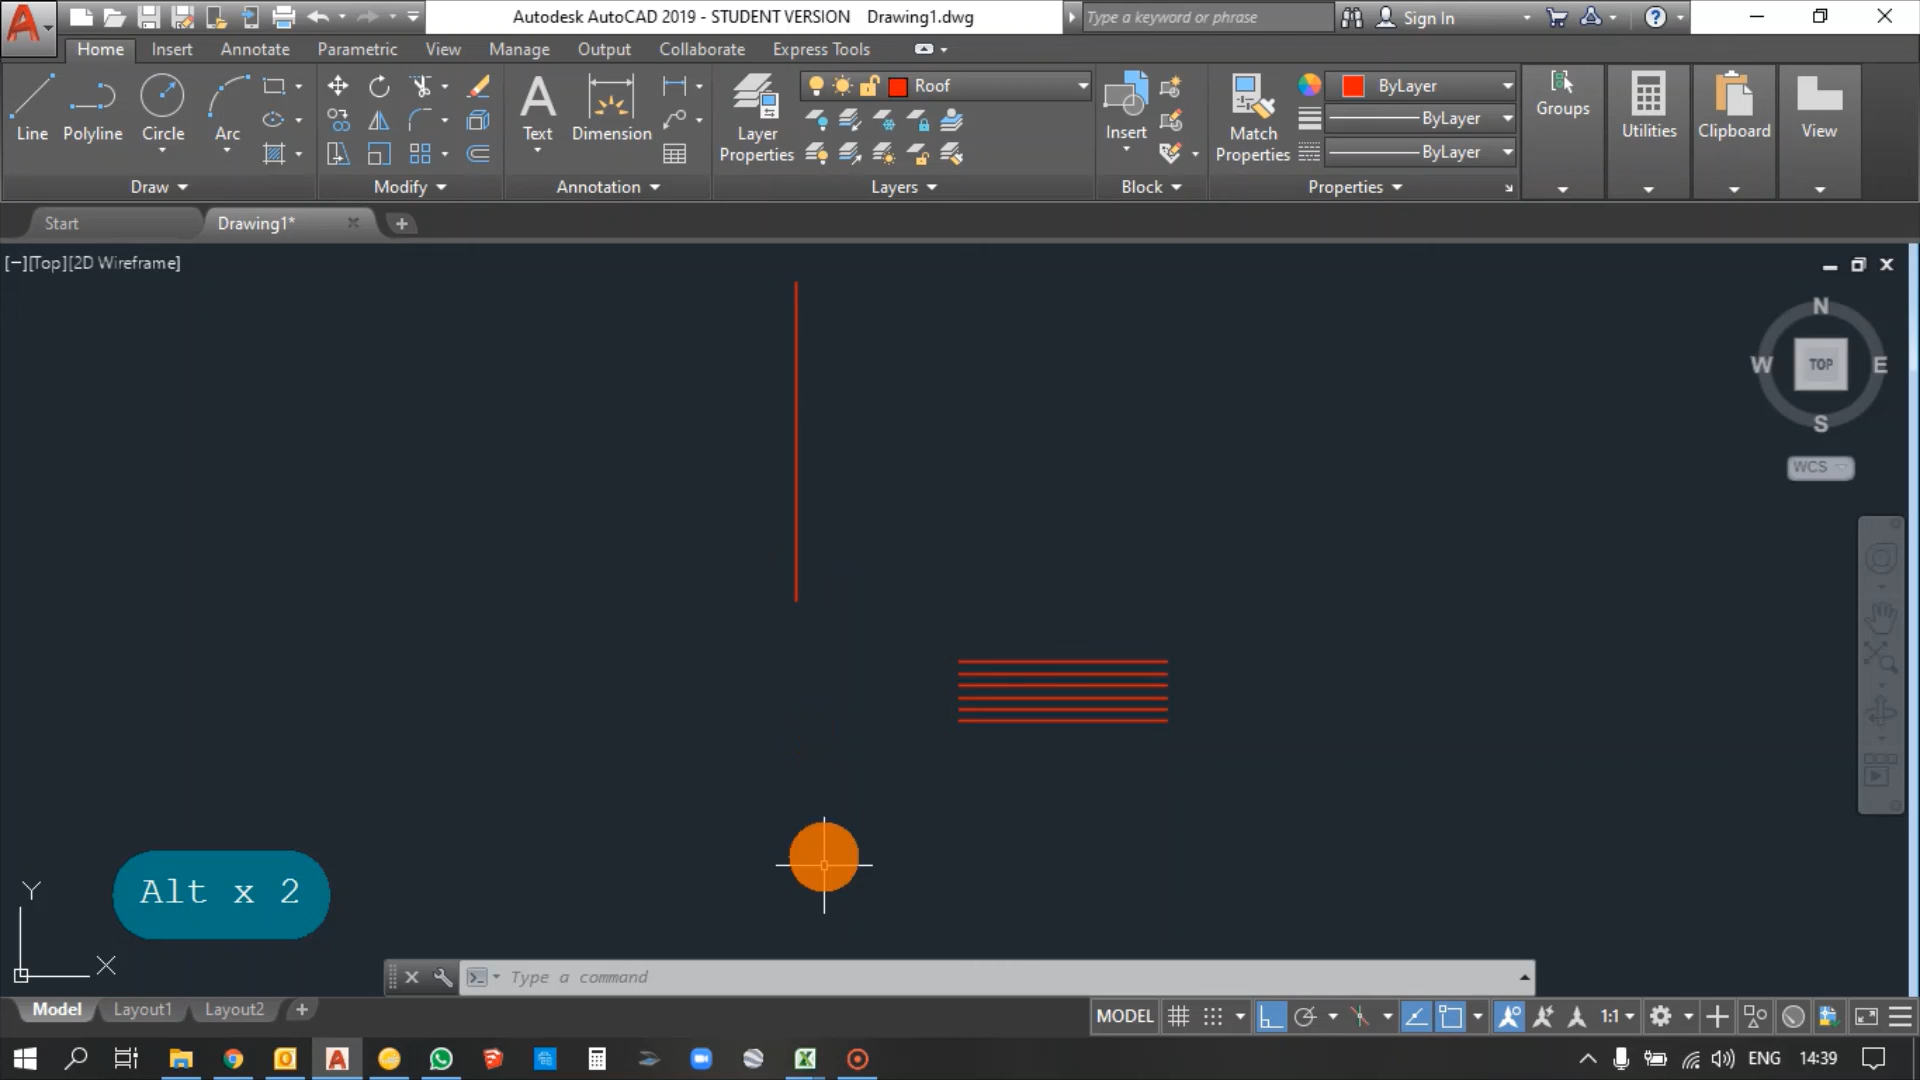 Autodesk AutoCAD 2019 - STUDENT VERSION Drawing1.dwg
Type a keyword or phrase
Sign In
Home Insert Annotate Parametric View Manage Output Collaborate Express Tools
Line Polyline Circle Arc
Text Dimension
Layer Properties
Roof
Insert
Match Properties
ByLayer
ByLayer
ByLayer
Groups
Utilities
Clipboard
View
Draw Modify Annotation Layers Block Properties
Start Drawing1*
[−][Top][2D Wireframe]
N
W TOP E
S
WCS
Alt x 2
Y
X
Type a command
Model Layout1 Layout2
MODEL 1:1
ENG 14:39